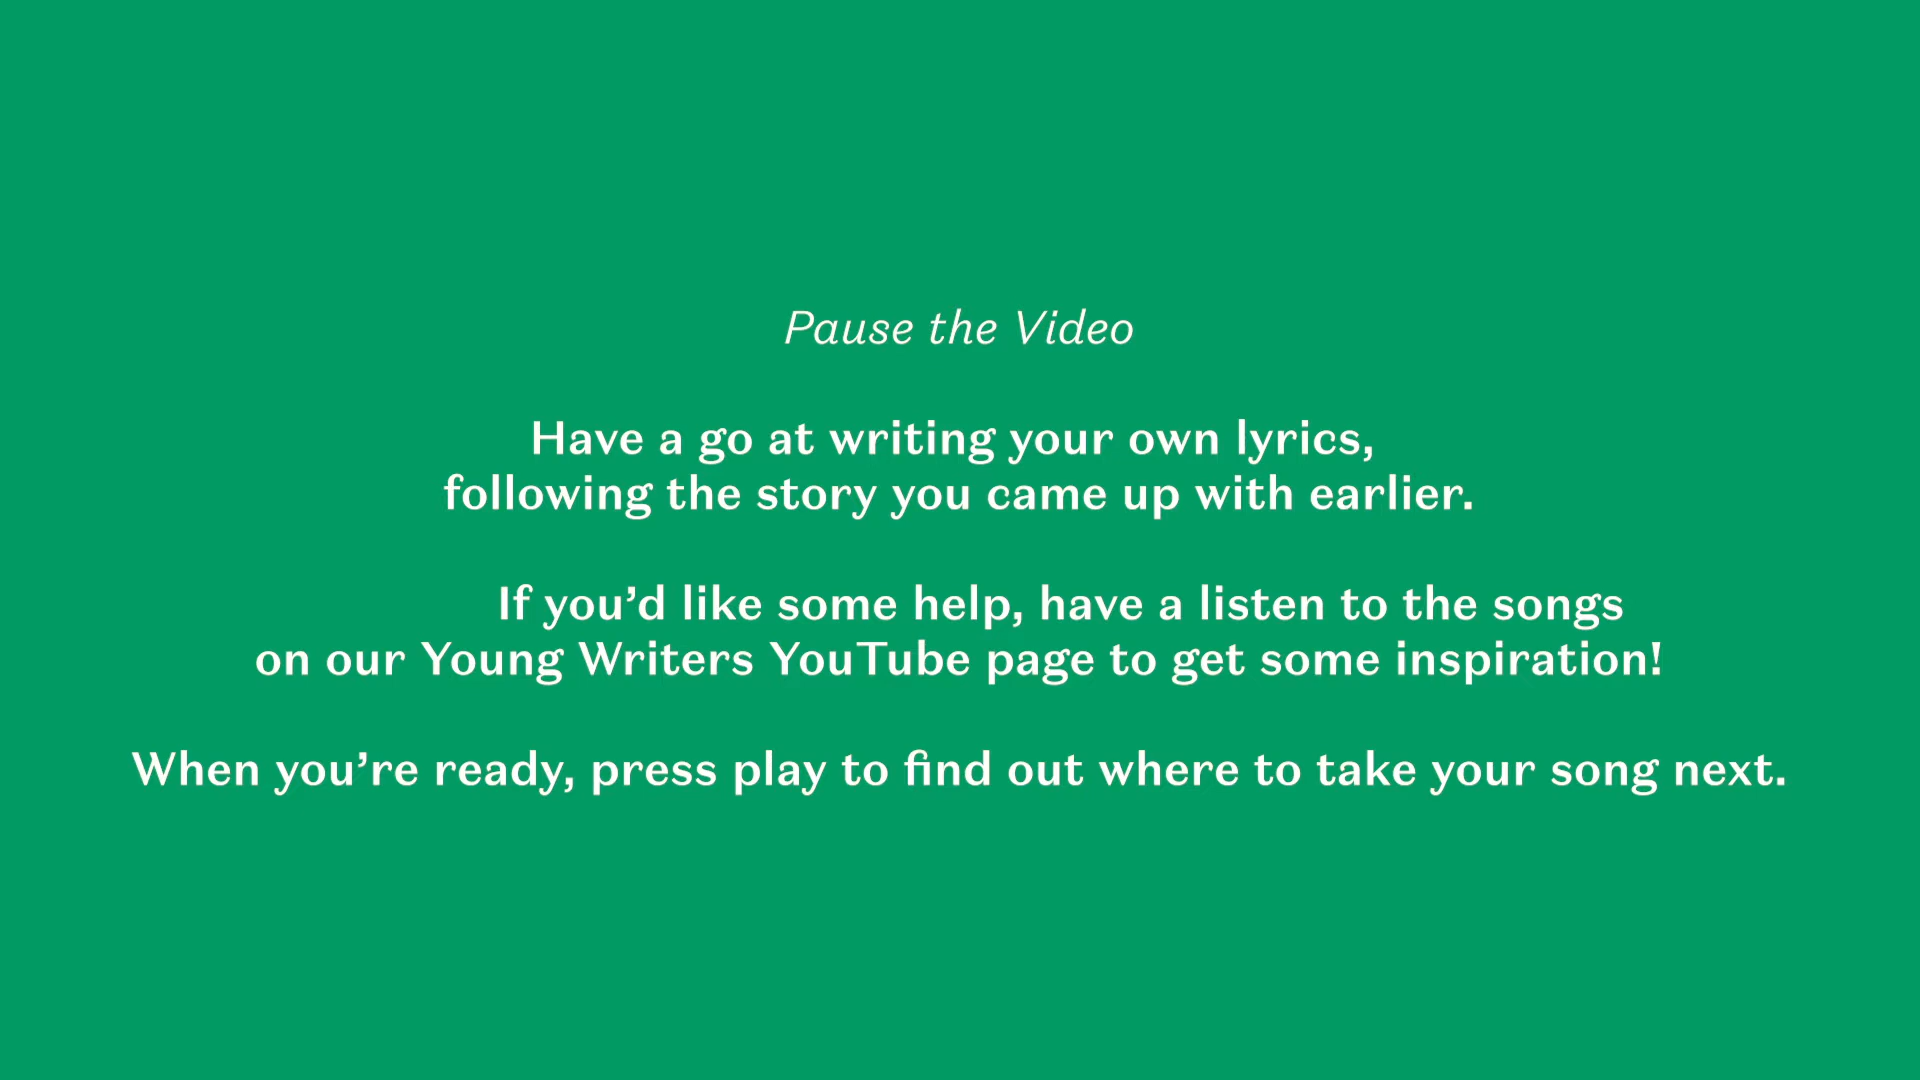 Pause the Video
Have a go at writing your own lyrics,
following the story you came up with earlier.
If you’d like some help, have a listen to the songs
on our Young Writers YouTube page to get some inspiration!
When you’re ready, press play to find out where to take your song next.